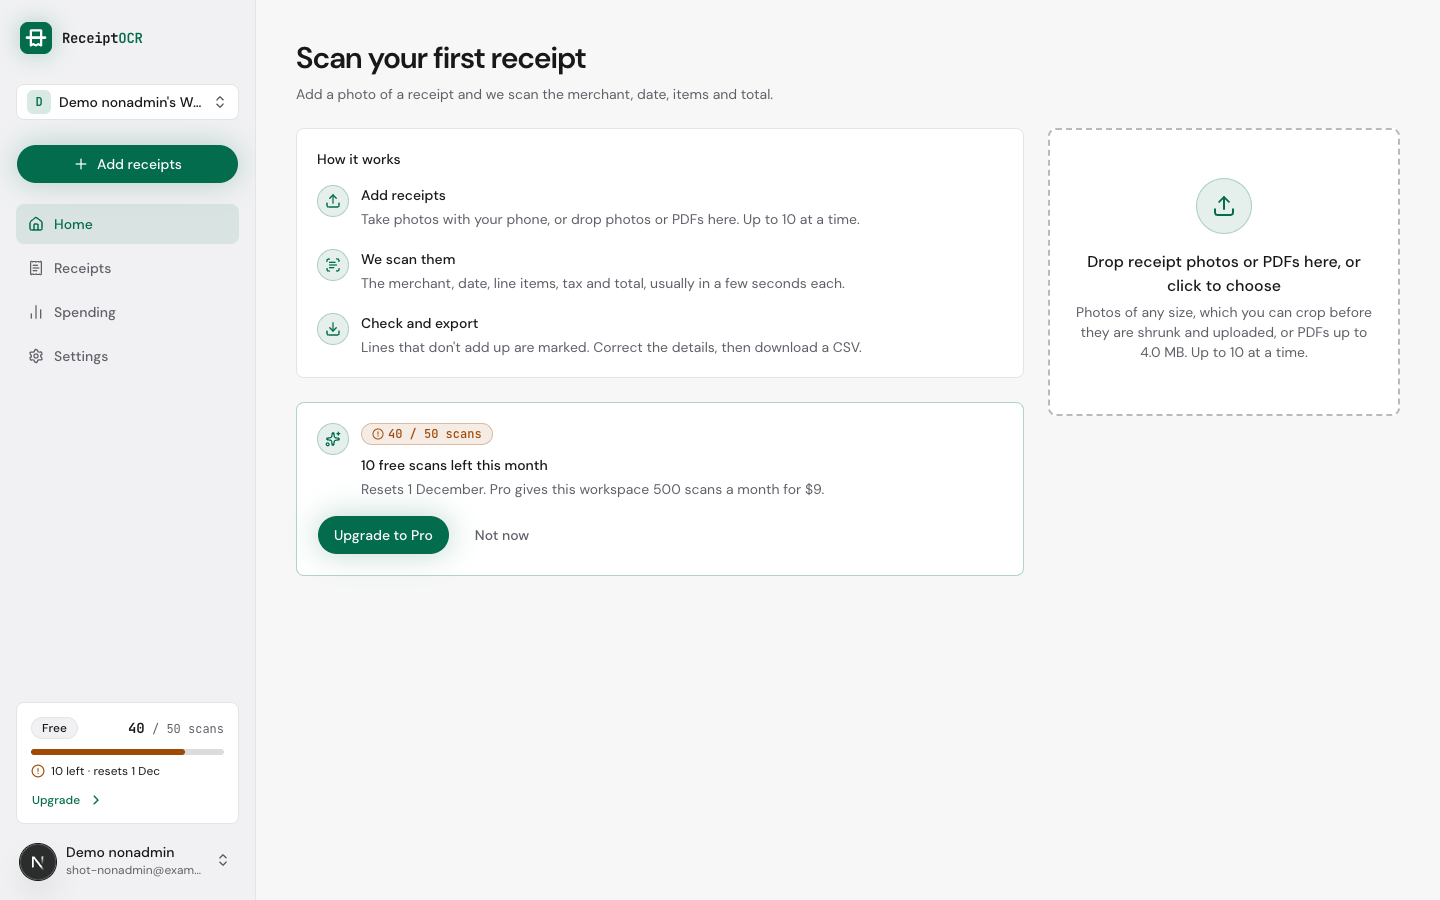 ReceiptOCR
D
Demo nonadmin's W...
Add receipts
Home
Receipts
Spending
Settings
Free
40 / 50 scans
10 left · resets 1 Dec
Upgrade
N
Demo nonadmin
shot-nonadmin@exam...
Scan your first receipt
Add a photo of a receipt and we scan the merchant, date, items and total.
How it works
Add receipts
Take photos with your phone, or drop photos or PDFs here. Up to 10 at a time.
We scan them
The merchant, date, line items, tax and total, usually in a few seconds each.
Check and export
Lines that don't add up are marked. Correct the details, then download a CSV.
40 / 50 scans
10 free scans left this month
Resets 1 December. Pro gives this workspace 500 scans a month for $9.
Upgrade to Pro
Not now
Drop receipt photos or PDFs here, or
click to choose
Photos of any size, which you can crop before
they are shrunk and uploaded, or PDFs up to
4.0 MB. Up to 10 at a time.